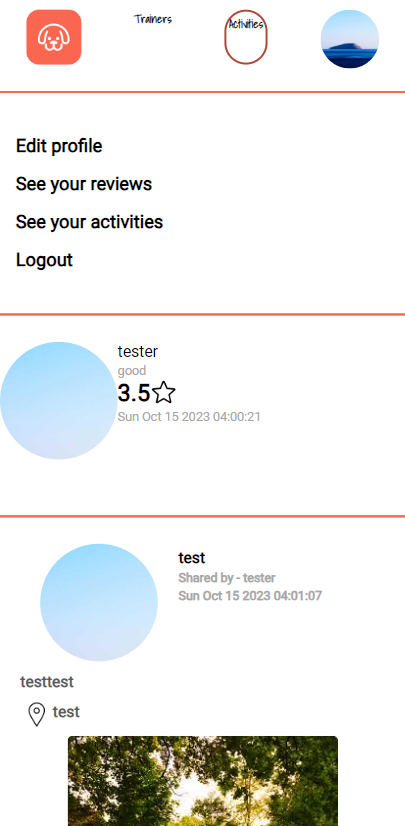 Trainers
Activities
Edit profile
See your reviews
See your activities
Logout
tester
good
3.5
Sun Oct 15 2023 04:00:21
test
Shared by - tester
Sun Oct 15 2023 04:01:07
testtest
test